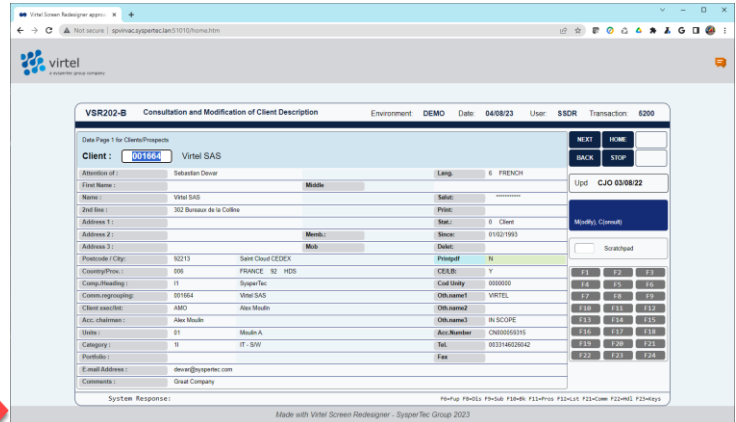 Virtel Screen Redesigner approa
Not secure | spvirviac.syspertec.lan:51010/home.htm
virtel
a syspertec group company
VSR202-B Consultation and Modification of Client Description Environment: DEMO Date: 04/08/23 User: SSDR Transaction: 5200
Data Page 1 for Clients/Prospects
Client : 001664 Virtel SAS
NEXT HOME
BACK STOP
Attention of : Sebastian Dewar Lang. 6 FRENCH
First Name : Middle
Name : Virtel SAS Salut:
2nd line : 302 Bureaux de la Colline Print:
Address 1 : Stat.: 0 Client
Address 2 : Memb.: Since: 01/02/1993
Address 3 : Mob Delet:
Postcode / City: 92213 Saint Cloud CEDEX Printpdf N
Country/Prov. : 006 FRANCE 92 HDS CE/LB: Y
Comp./Heading : I1 SysperTec Cod Unity 0000000
Comm.regrouping: 001664 Virtel SAS Oth.name1 VIRTEL
Client exec/Int: AMO Alex Moulin Oth.name2
Acc. chairman : Alex Moulin Oth.name3 IN SCOPE
Units : 01 Moulin A. Acc.Number CN000059315
Category : 1I IT - S/W Tel. 0033146026042
Portfolio : Fax
E.mail Address : dewar@syspertec.com
Comments : Great Company
Upd CJO 03/08/22
M(odify), C(onsult)
Scratchpad
F1 F2 F3
F4 F5 F6
F7 F8 F9
F10 F11 F12
F13 F14 F15
F16 F17 F18
F19 F20 F21
F22 F23 F24
System Response: F6=Fup F8=Dis F9=Sub F10=Bk F11=Pros F12=Lst F21=Comm F22=Hdl F23=Keys
Made with Virtel Screen Redesigner - SysperTec Group 2023